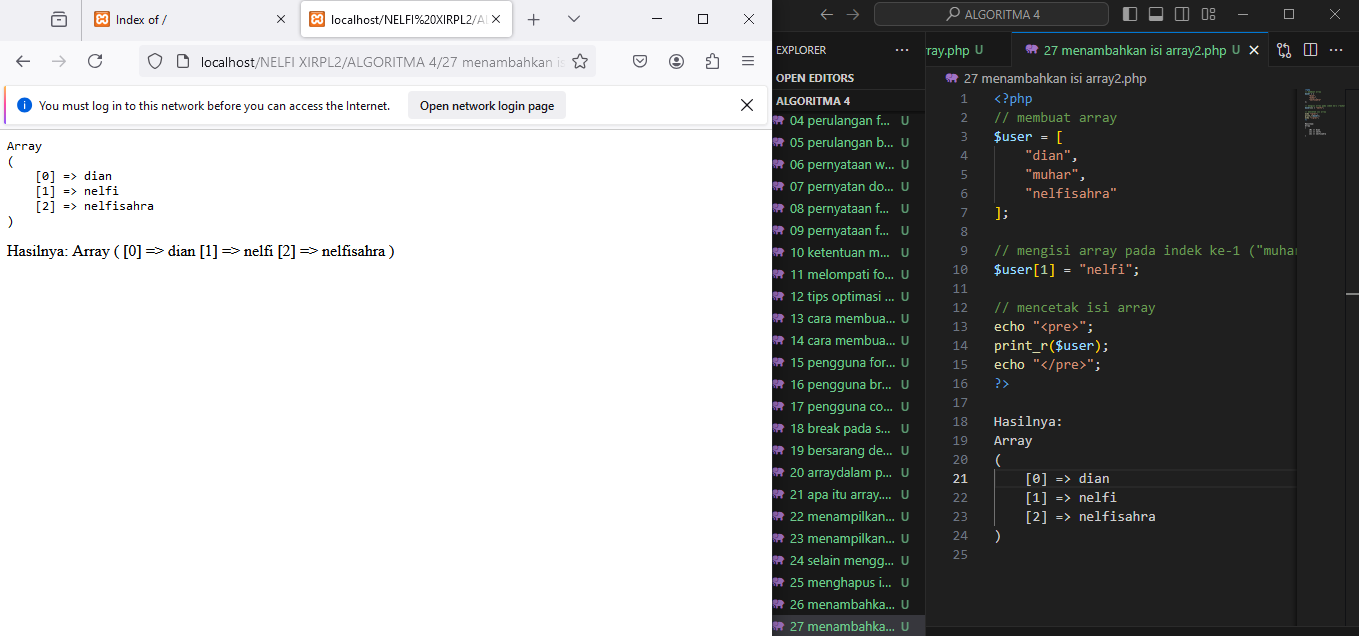 Index of /
localhost/NELFI%20XIRPL2/AL
localhost/NELFI XIRPL2/ALGORITMA 4/27 menambahkan is
You must log in to this network before you can access the Internet.
Open network login page
Array
(
[0] => dian
[1] => nelfi
[2] => nelfisahra
)
Hasilnya: Array ( [0] => dian [1] => nelfi [2] => nelfisahra )
ALGORITMA 4
EXPLORER
OPEN EDITORS
ALGORITMA 4
04 perulangan f... U
05 perulangan b... U
06 pernyataan w... U
07 pernyatan do... U
08 pernyataan f... U
09 pernyataan f... U
10 ketentuan m... U
11 melompati fo... U
12 tips optimasi ... U
13 cara membua... U
14 cara membua... U
15 pengguna for... U
16 pengguna br... U
17 pengguna co... U
18 break pada s... U
19 bersarang de... U
20 arraydalam p... U
21 apa itu array.... U
22 menampilkan... U
23 menampilkan... U
24 selain mengg... U
25 menghapus i... U
26 menambahka... U
27 menambahka... U
ray.php U
27 menambahkan isi array2.php U
27 menambahkan isi array2.php
1 <?php
2 // membuat array
3 $user = [
4 "dian",
5 "muhar",
6 "nelfisahra"
7 ];
8
9 // mengisi array pada indek ke-1 ("muhar
10 $user[1] = "nelfi";
11
12 // mencetak isi array
13 echo "<pre>";
14 print_r($user);
15 echo "</pre>";
16 ?>
17
18 Hasilnya:
19 Array
20 (
21 [0] => dian
22 [1] => nelfi
23 [2] => nelfisahra
24 )
25